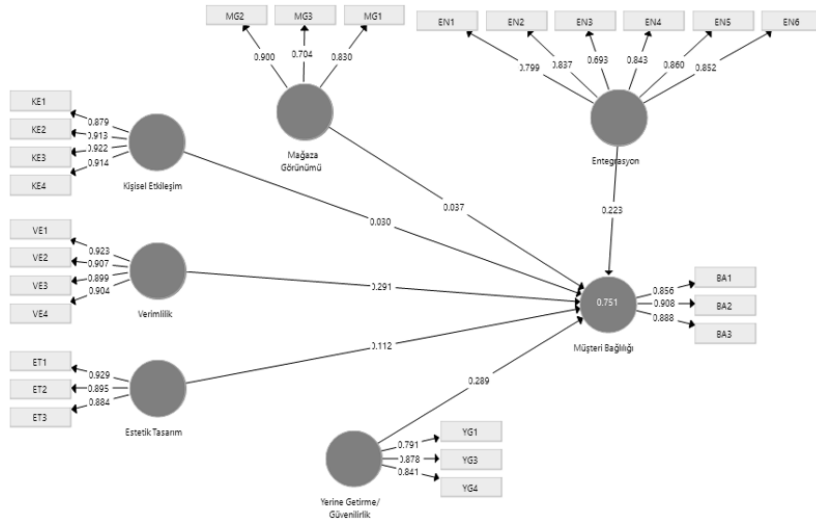 MG2
MG3
MG1
0.900
0.704
0.830
Mağaza
Görünümü
EN1
EN2
EN3
EN4
EN5
EN6
0.799
0.837
0.693
0.843
0.860
0.852
Entegrasyon
KE1
KE2
KE3
KE4
0.879
0.913
0.922
0.914
Kişisel Etkileşim
0.037
0.030
0.223
VE1
VE2
VE3
VE4
0.923
0.907
0.899
0.904
Verimlilik
0.291
0.751
Müşteri Bağlılığı
0.856
0.908
0.888
BA1
BA2
BA3
ET1
ET2
ET3
0.929
0.895
0.884
Estetik Tasarım
0.112
0.289
Yerine Getirme/
Güvenilirlik
0.791
0.878
0.841
YG1
YG3
YG4